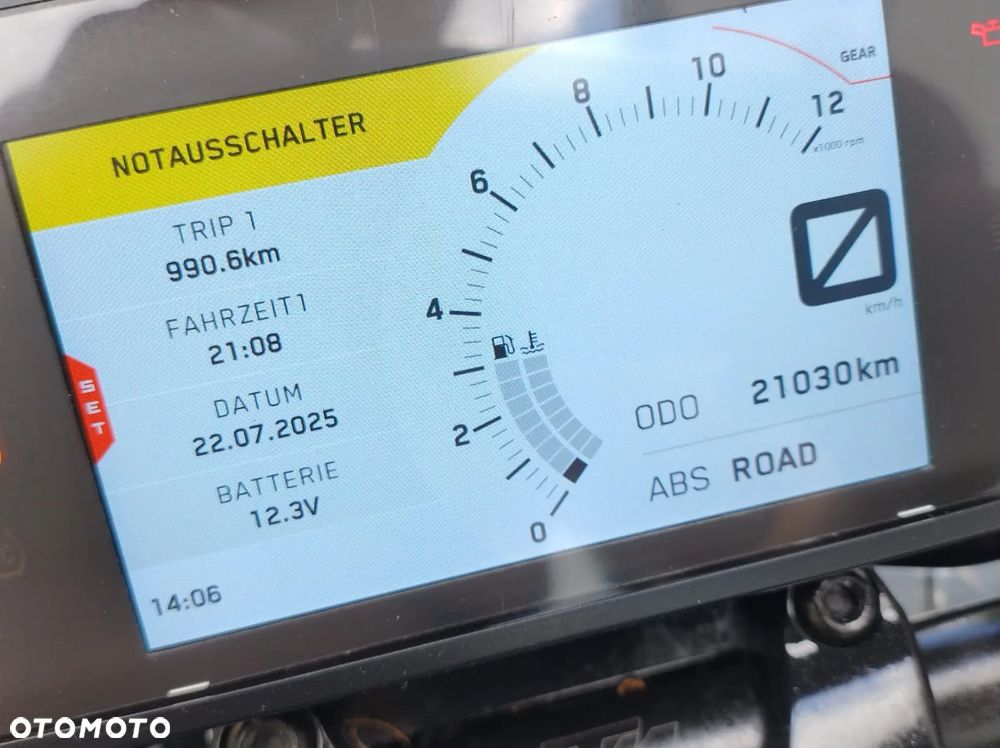 NOTAUSSCHALTER
TRIP 1
990.6km
FAHRZEIT1
21:08
DATUM
22.07.2025
BATTERIE
12.3V
14:06
SET
0
2
4
6
8
10
12
x1000 rpm
GEAR
km/h
ODO 21030km
ABS ROAD
OTOMOTO